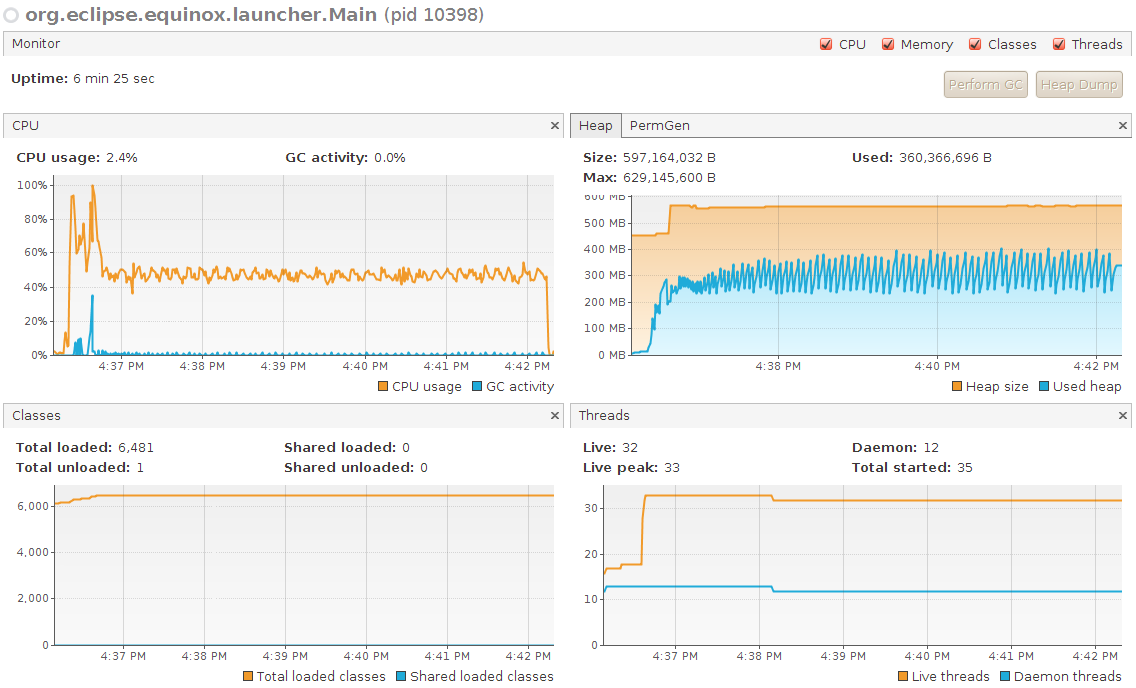 org.eclipse.equinox.launcher.Main (pid 10398)
Monitor
CPU Memory Classes Threads
Uptime: 6 min 25 sec
Perform GC Heap Dump
CPU
CPU usage: 2.4% GC activity: 0.0%
100%
80%
60%
40%
20%
0%
4:37 PM 4:38 PM 4:39 PM 4:40 PM 4:41 PM 4:42 PM
CPU usage GC activity
Heap PermGen
Size: 597,164,032 B Used: 360,366,696 B
Max: 629,145,600 B
600 MB
500 MB
400 MB
300 MB
200 MB
100 MB
0 MB
4:38 PM 4:40 PM 4:42 PM
Heap size Used heap
Classes
Total loaded: 6,481 Shared loaded: 0
Total unloaded: 1 Shared unloaded: 0
6,000
4,000
2,000
0
4:37 PM 4:38 PM 4:39 PM 4:40 PM 4:41 PM 4:42 PM
Total loaded classes Shared loaded classes
Threads
Live: 32 Daemon: 12
Live peak: 33 Total started: 35
30
20
10
0
4:37 PM 4:38 PM 4:39 PM 4:40 PM 4:41 PM 4:42 PM
Live threads Daemon threads